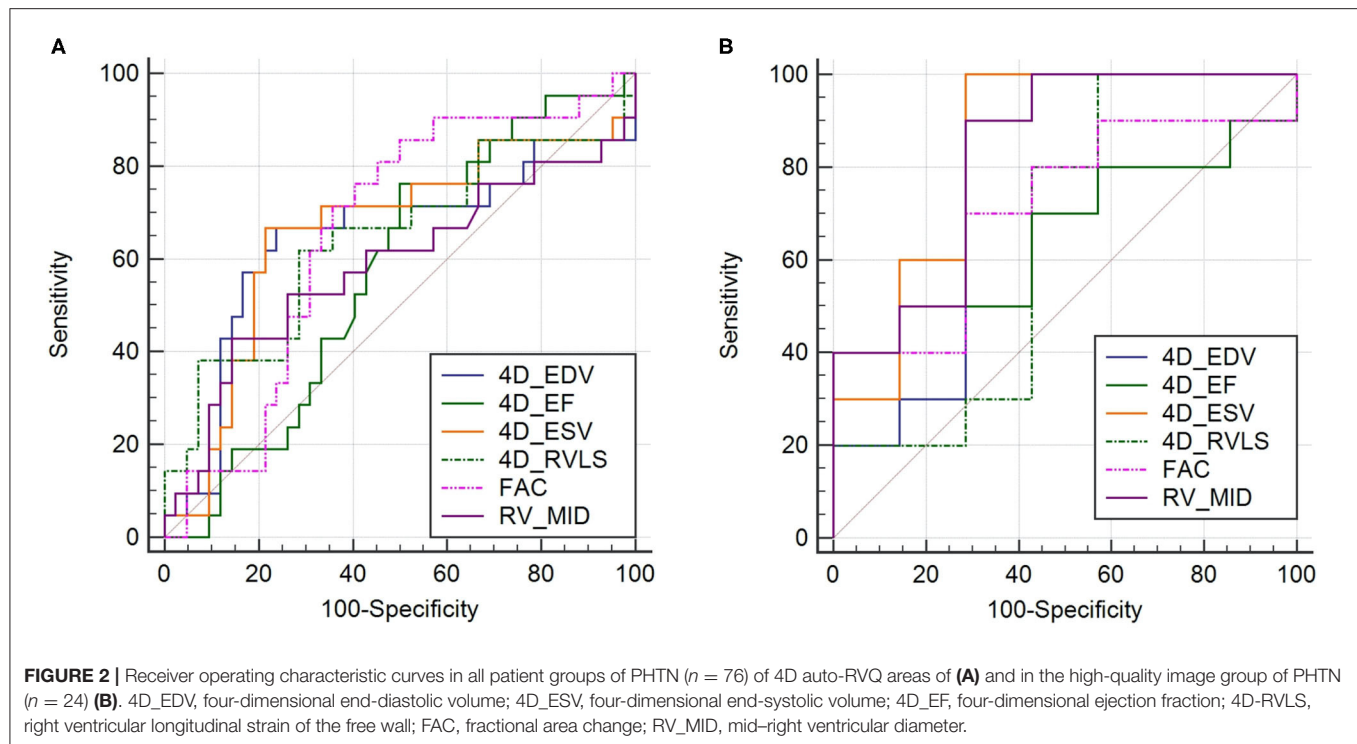 A
B
100
80
60
40
20
0
Sensitivity
0 20 40 60 80 100
100-Specificity
4D_EDV
4D_EF
4D_ESV
4D_RVLS
FAC
RV_MID
100
80
60
40
20
0
Sensitivity
0 20 40 60 80 100
100-Specificity
4D_EDV
4D_EF
4D_ESV
4D_RVLS
FAC
RV_MID
FIGURE 2 | Receiver operating characteristic curves in all patient groups of PHTN (n = 76) of 4D auto-RVQ areas of (A) and in the high-quality image group of PHTN
(n = 24) (B). 4D_EDV, four-dimensional end-diastolic volume; 4D_ESV, four-dimensional end-systolic volume; 4D_EF, four-dimensional ejection fraction; 4D-RVLS,
right ventricular longitudinal strain of the free wall; FAC, fractional area change; RV_MID, mid–right ventricular diameter.